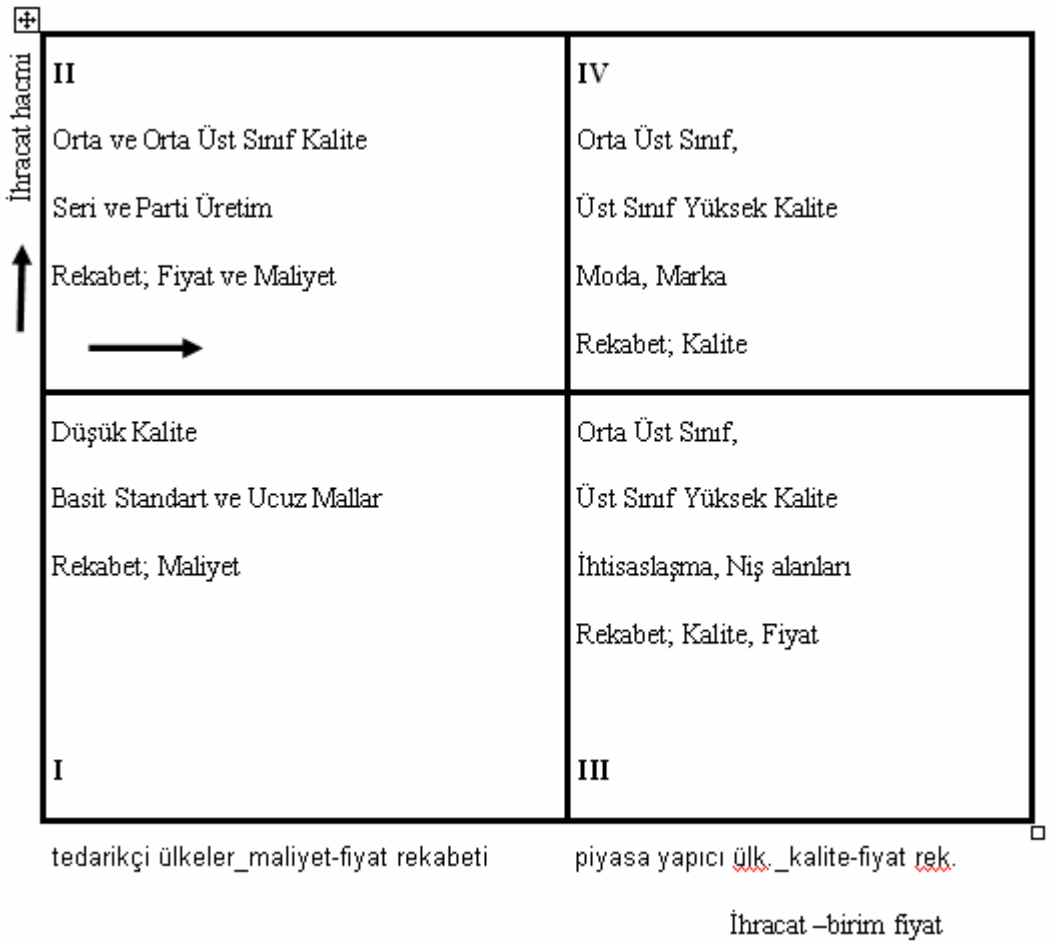 İhracat hacmi
II
Orta ve Orta Üst Sınıf Kalite
Seri ve Parti Üretim
Rekabet; Fiyat ve Maliyet
IV
Orta Üst Sınıf,
Üst Sınıf Yüksek Kalite
Moda, Marka
Rekabet; Kalite
Düşük Kalite
Basit Standart ve Ucuz Mallar
Rekabet; Maliyet
I
Orta Üst Sınıf,
Üst Sınıf Yüksek Kalite
İhtisaslaşma, Niş alanları
Rekabet; Kalite, Fiyat
III
tedarikçi ülkeler_maliyet-fiyat rekabeti
piyasa yapıcı ülk._kalite-fiyat rek.
İhracat –birim fiyat